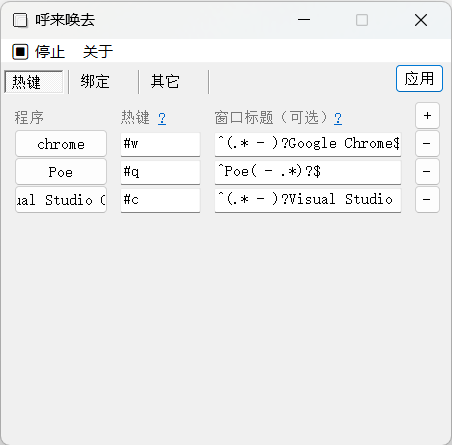 呼来唤去
停止 关于
热键 绑定 其它 应用
程序 热键 ? 窗口标题（可选）? +
chrome #w ^(.* - )?Google Chrome$ -
Poe #q ^Poe( - .*)?$ -
ual Studio C #c ^(.* - )?Visual Studio -